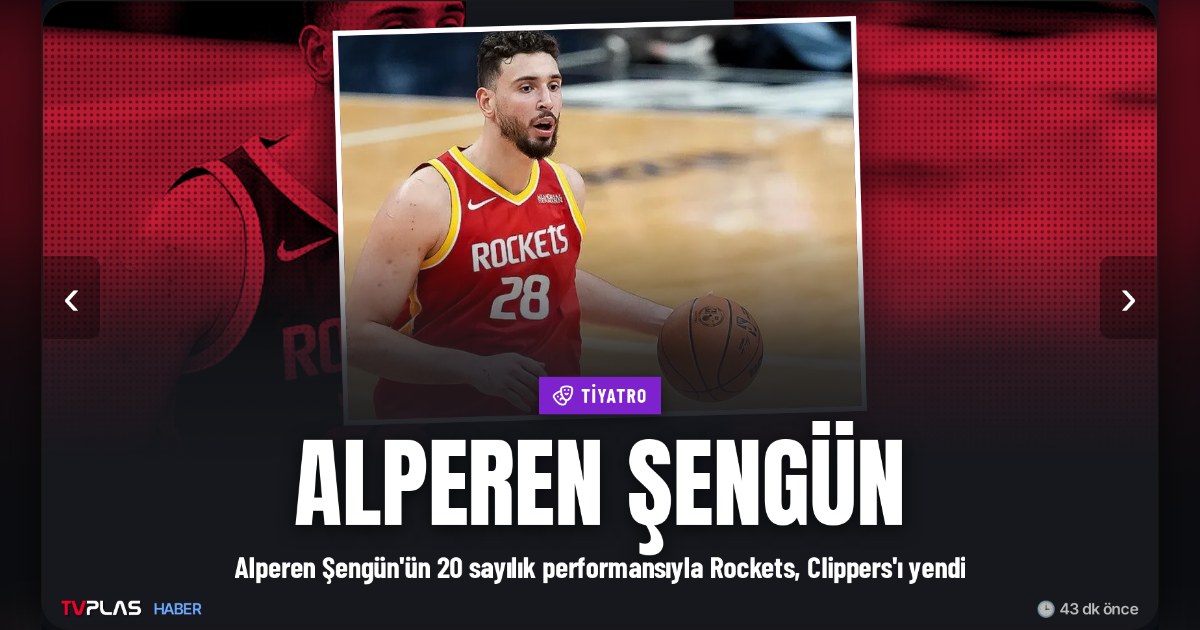 ROCKETS
28
RO
TİYATRO
ALPEREN ŞENGÜN
Alperen Şengün'ün 20 sayılık performansıyla Rockets, Clippers'ı yendi
TVPLAS HABER
43 dk önce